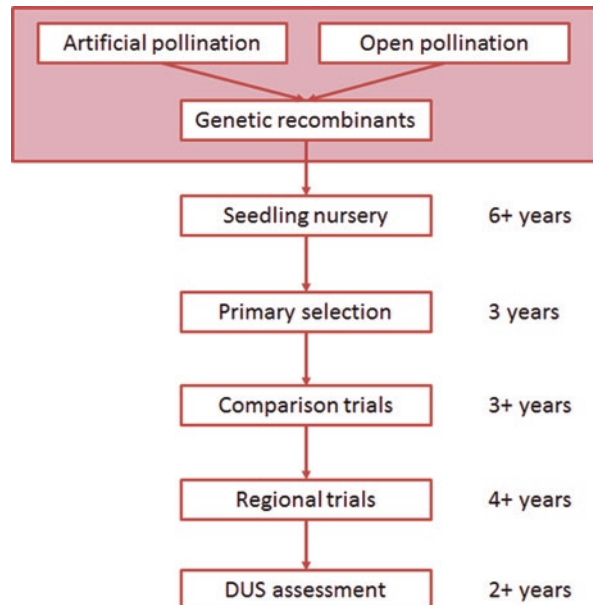 Artificial pollination
Open pollination
Genetic recombinants
Seedling nursery 6+ years
Primary selection 3 years
Comparison trials 3+ years
Regional trials 4+ years
DUS assessment 2+ years